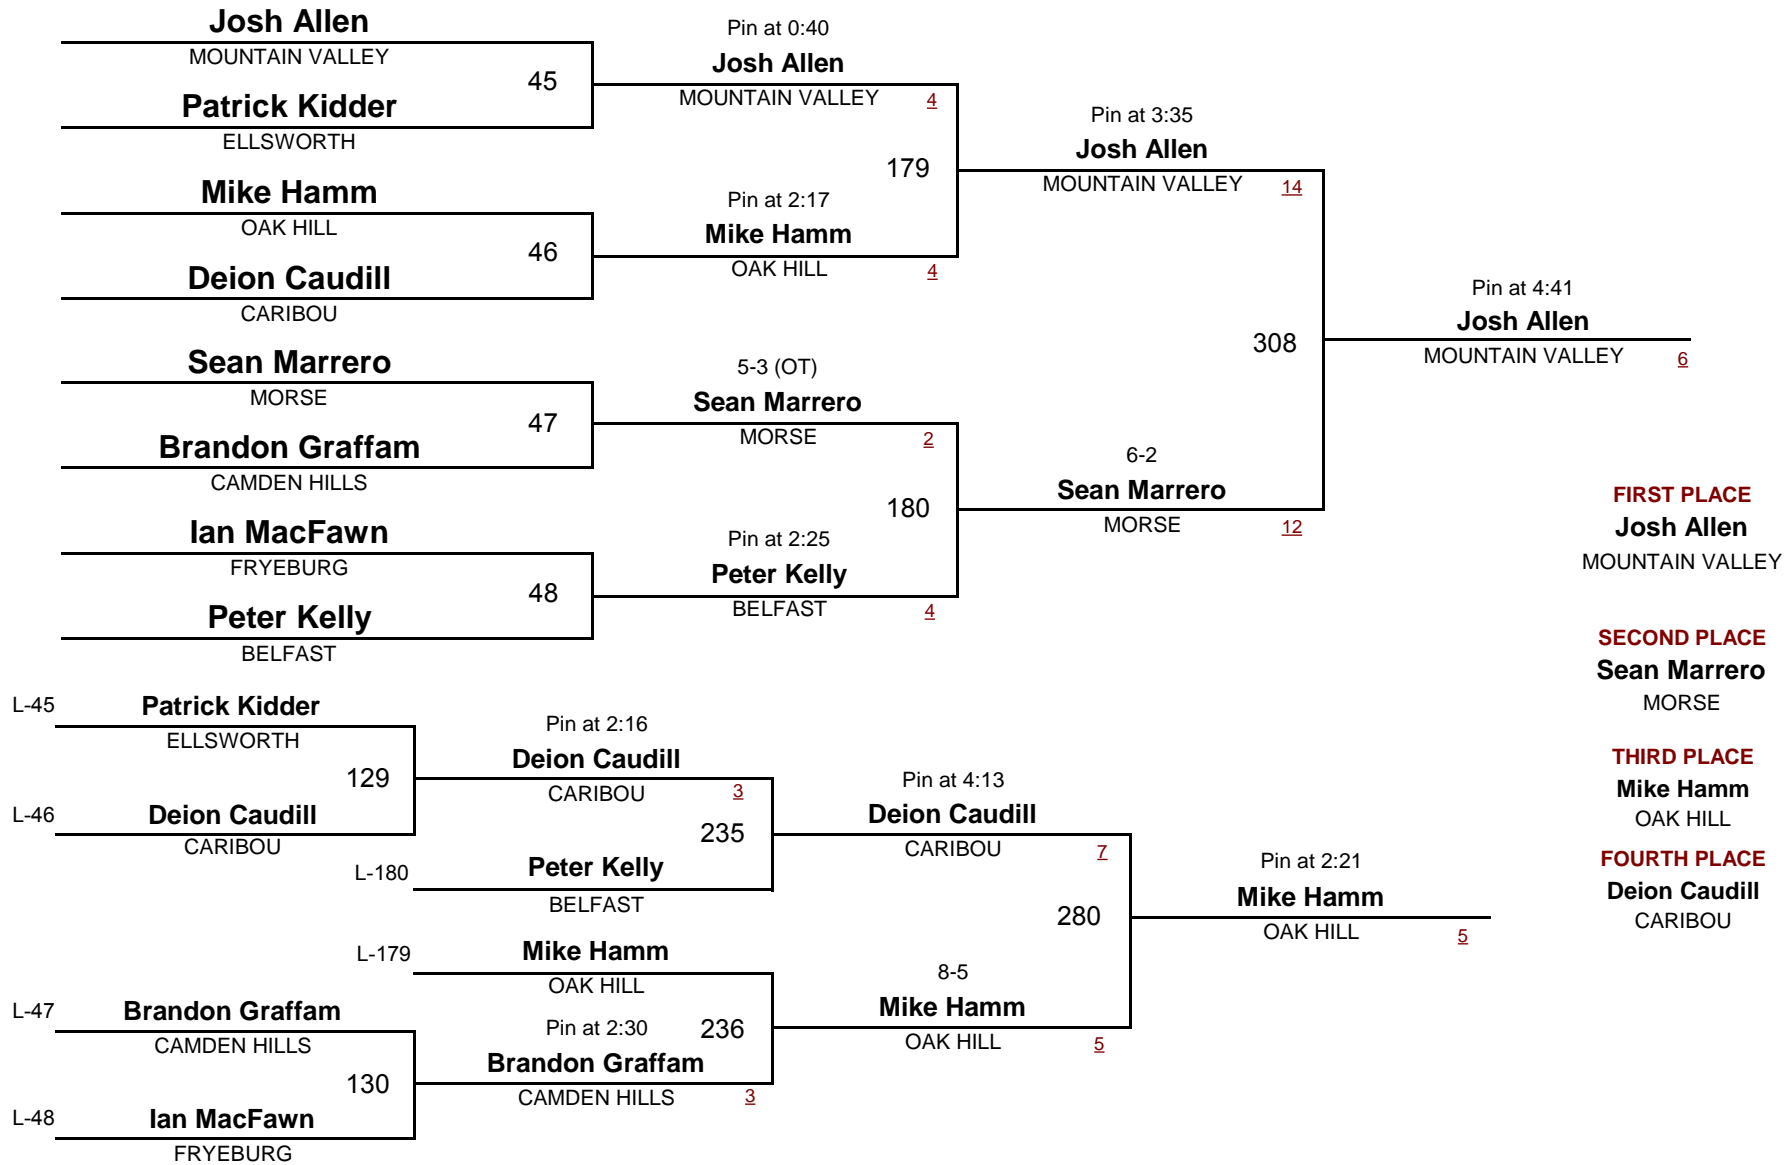 Josh Allen
MOUNTAIN VALLEY
45
Patrick Kidder
ELLSWORTH
Mike Hamm
OAK HILL
46
Deion Caudill
CARIBOU
Sean Marrero
MORSE
47
Brandon Graffam
CAMDEN HILLS
Ian MacFawn
FRYEBURG
48
Peter Kelly
BELFAST
Pin at 0:40
Josh Allen
MOUNTAIN VALLEY 4
179
Pin at 2:17
Mike Hamm
OAK HILL 4
5-3 (OT)
Sean Marrero
MORSE 2
180
Pin at 2:25
Peter Kelly
BELFAST 4
Pin at 3:35
Josh Allen
MOUNTAIN VALLEY 14
308
6-2
Sean Marrero
MORSE 12
Pin at 4:41
Josh Allen
MOUNTAIN VALLEY 6
FIRST PLACE
Josh Allen
MOUNTAIN VALLEY
SECOND PLACE
Sean Marrero
MORSE
THIRD PLACE
Mike Hamm
OAK HILL
FOURTH PLACE
Deion Caudill
CARIBOU
L-45 Patrick Kidder
ELLSWORTH
129
L-46 Deion Caudill
CARIBOU
Pin at 2:16
Deion Caudill
CARIBOU 3
235
L-180 Peter Kelly
BELFAST
L-179 Mike Hamm
OAK HILL
236
L-47 Brandon Graffam
CAMDEN HILLS
130
L-48 Ian MacFawn
FRYEBURG
Pin at 2:30
Brandon Graffam
CAMDEN HILLS 3
Pin at 4:13
Deion Caudill
CARIBOU 7
280
8-5
Mike Hamm
OAK HILL 5
Pin at 2:21
Mike Hamm
OAK HILL 5